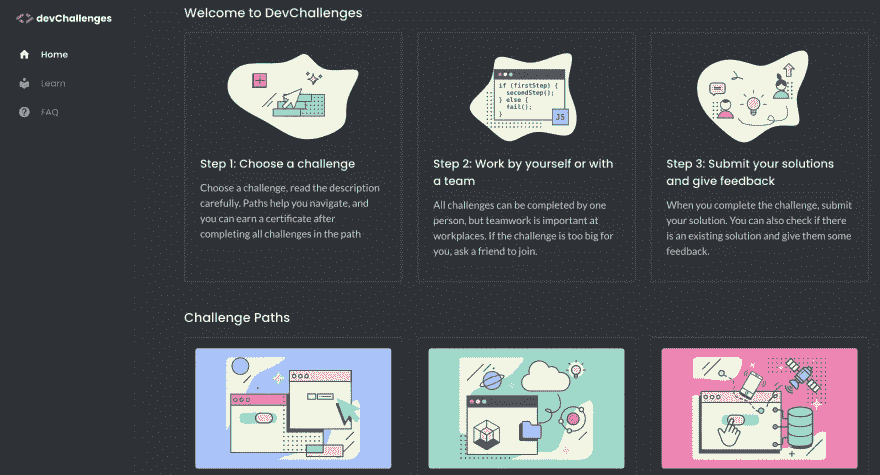 devChallenges
Home
Learn
FAQ
Welcome to DevChallenges
if (firstStep) {
secondStep();
} else {
fail();
}
JS
Step 1: Choose a challenge
Choose a challenge, read the description
carefully. Paths help you navigate, and
you can earn a certificate after
completing all challenges in the path
Step 2: Work by yourself or with
a team
All challenges can be completed by one
person, but teamwork is important at
workplaces. If the challenge is too big for
you, ask a friend to join.
Step 3: Submit your solutions
and give feedback
When you complete the challenge, submit
your solution. You can also check if there
is an existing solution and give them some
feedback.
Challenge Paths